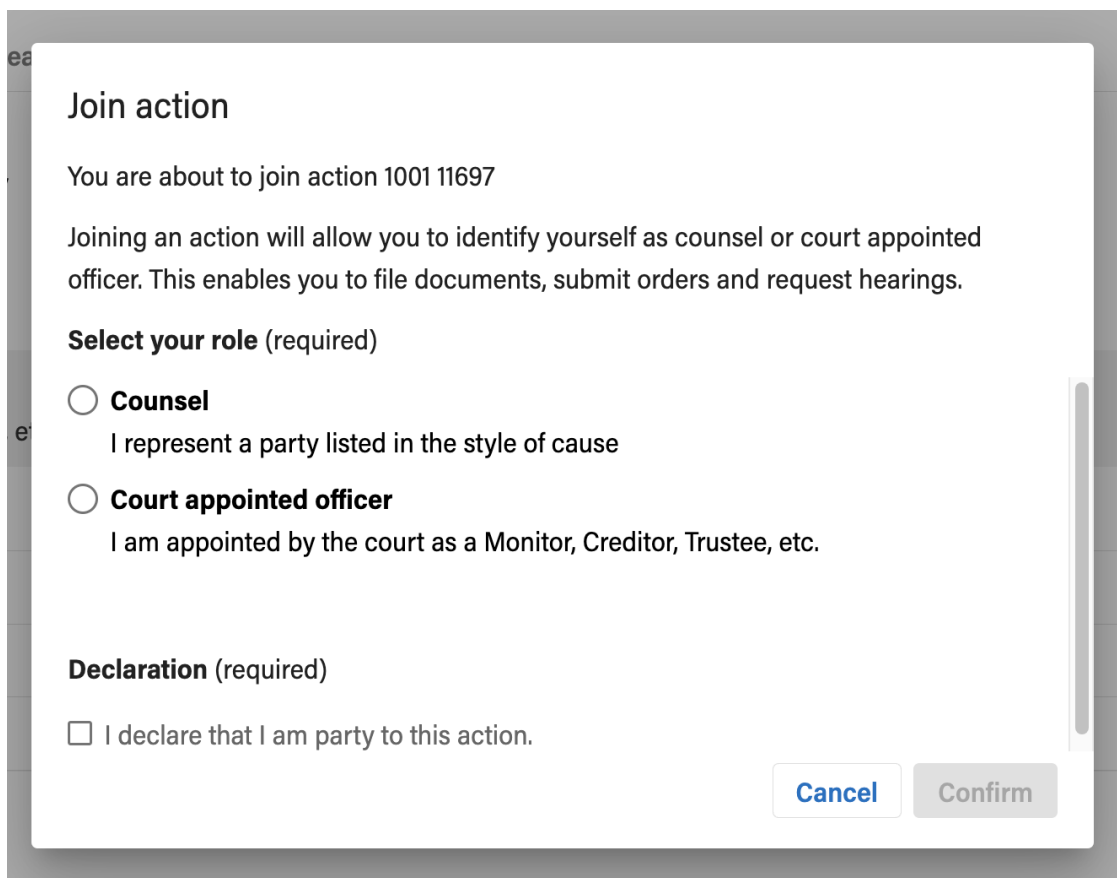 ea
Join action
You are about to join action 1001 11697
Joining an action will allow you to identify yourself as counsel or court appointed
officer. This enables you to file documents, submit orders and request hearings.
Select your role (required)
Counsel
I represent a party listed in the style of cause
Court appointed officer
I am appointed by the court as a Monitor, Creditor, Trustee, etc.
Declaration (required)
I declare that I am party to this action.
Cancel
Confirm